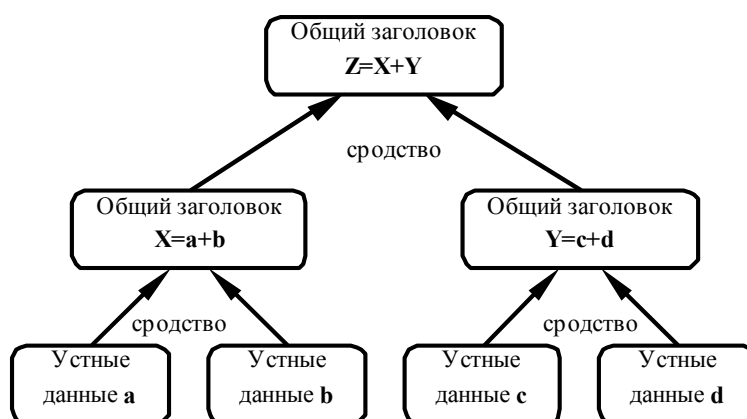 Общий заголовок
Z=X+Y
сродство
Общий заголовок
X=a+b
Общий заголовок
Y=c+d
сродство
сродство
Устные
данные a
Устные
данные b
Устные
данные c
Устные
данные d